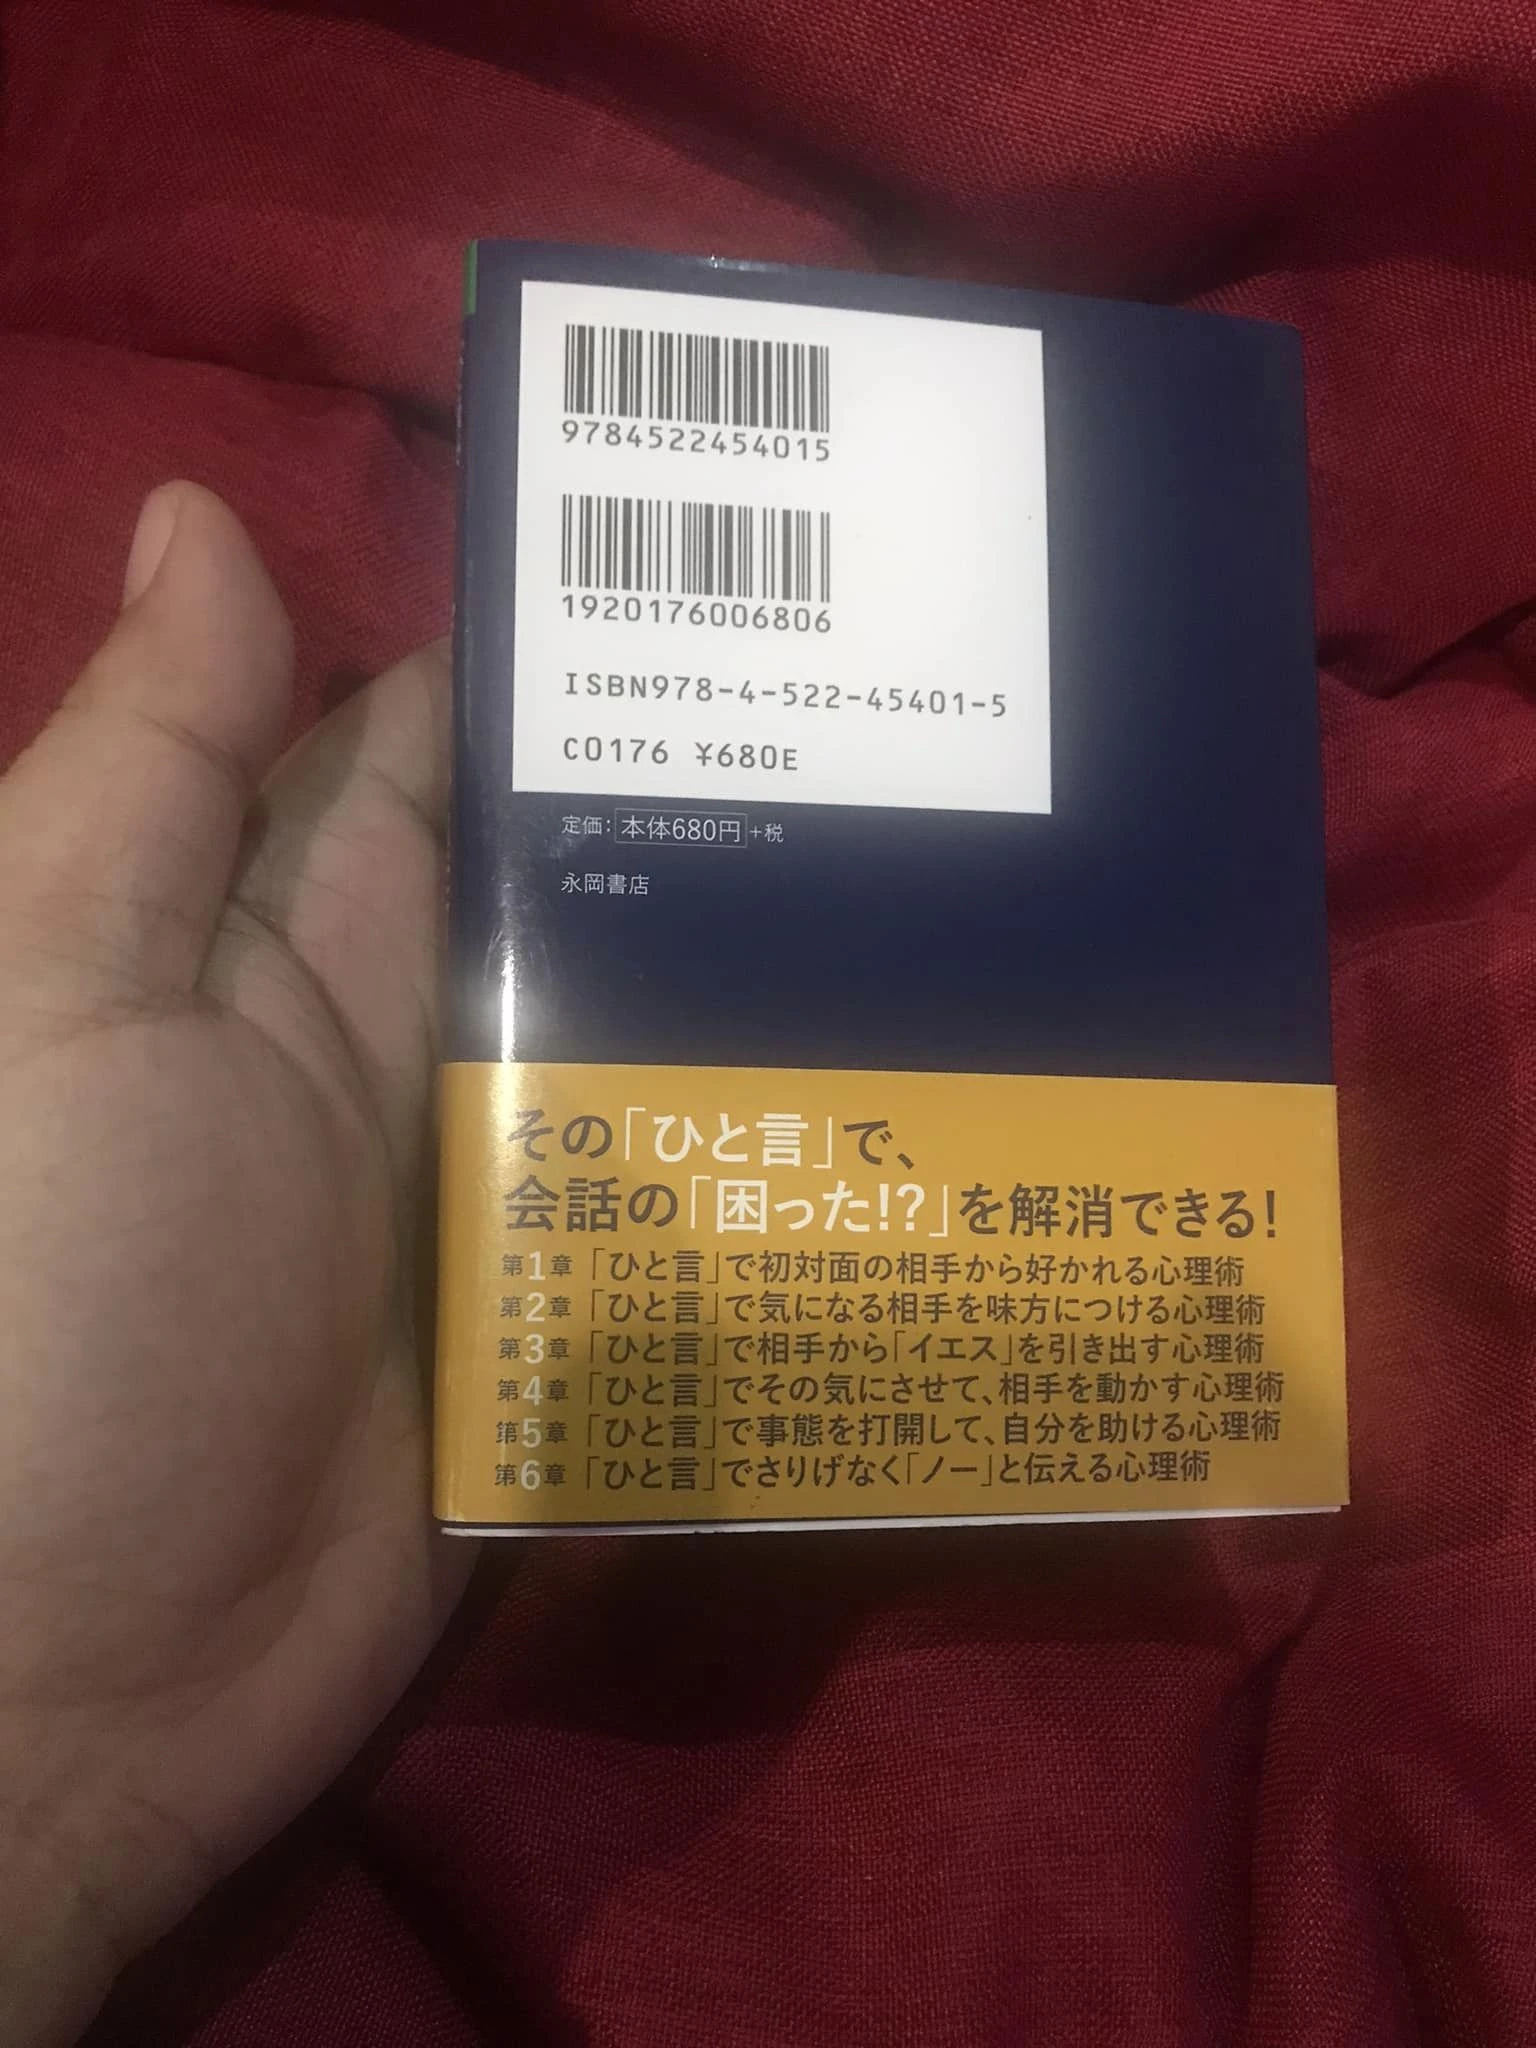 9784522454015
1920176006806
ISBN978-4-522-45401-5
C0176 ¥680E
定価：本体680円+税
永岡書店
その「ひと言」で、
会話の「困った!?」を解消できる!
第1章「ひと言」で初対面の相手から好かれる心理術
第2章「ひと言」で気になる相手を味方につける心理術
第3章「ひと言」で相手から「イエス」を引き出す心理術
第4章「ひと言」でその気にさせて、相手を動かす心理術
第5章「ひと言」で事態を打開して、自分を助ける心理術
第6章「ひと言」でさりげなく「ノー」と伝える心理術